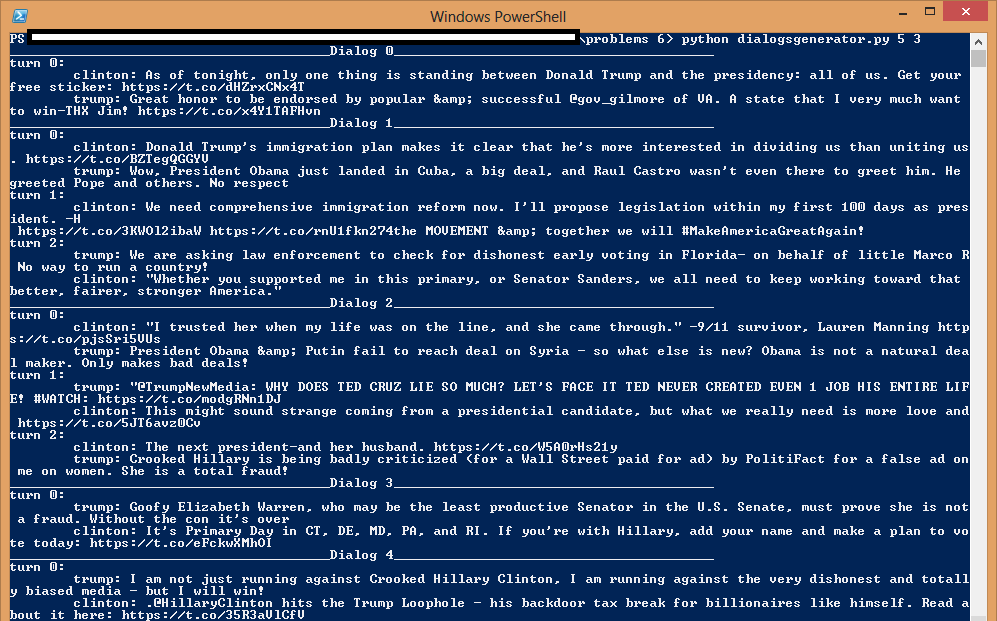 Windows PowerShell
PS \problems 6> python dialogsgenerator.py 5 3
________________________________________Dialog 0________________________________________
turn 0:
clinton: As of tonight, only one thing is standing between Donald Trump and the presidency: all of us. Get your
free sticker: https://t.co/dHZrxCNx4T
trump: Great honor to be endorsed by popular &amp; successful @gov_gilmore of VA. A state that I very much want
to win-THX Jim! https://t.co/x4Y1TAFHvn
________________________________________Dialog 1________________________________________
turn 0:
clinton: Donald Trump's immigration plan makes it clear that he's more interested in dividing us than uniting us
. https://t.co/BZTegQGGYV
trump: Wow, President Obama just landed in Cuba, a big deal, and Raul Castro wasn't even there to greet him. He
greeted Pope and others. No respect
turn 1:
clinton: We need comprehensive immigration reform now. I'll propose legislation within my first 100 days as pres
ident. -H
https://t.co/3KWOl2ibaW https://t.co/rnU1fkn274the MOVEMENT &amp; together we will #MakeAmericaGreatAgain!
turn 2:
trump: We are asking law enforcement to check for dishonest early voting in Florida- on behalf of little Marco R
No way to run a country!
clinton: "Whether you supported me in this primary, or Senator Sanders, we all need to keep working toward that
better, fairer, stronger America."
________________________________________Dialog 2________________________________________
turn 0:
clinton: "I trusted her when my life was on the line, and she came through." -9/11 survivor, Lauren Manning http
s://t.co/pjsSri5VUs
trump: President Obama &amp; Putin fail to reach deal on Syria - so what else is new? Obama is not a natural dea
l maker. Only makes bad deals!
turn 1:
trump: "@TrumpNewMedia: WHY DOES TED CRUZ LIE SO MUCH? LET'S FACE IT TED NEVER CREATED EVEN 1 JOB HIS ENTIRE LIF
E! #WATCH: https://t.co/modgRNn1DJ
clinton: This might sound strange coming from a presidential candidate, but what we really need is more love and
https://t.co/5JT6avz0Cv
turn 2:
clinton: The next president-and her husband. https://t.co/W5A0rHs21y
trump: Crooked Hillary is being badly criticized (for a Wall Street paid for ad) by PolitiFact for a false ad on
me on women. She is a total fraud!
________________________________________Dialog 3________________________________________
turn 0:
trump: Goofy Elizabeth Warren, who may be the least productive Senator in the U.S. Senate, must prove she is not
a fraud. Without the con it's over
clinton: It's Primary Day in CT, DE, MD, PA, and RI. If you're with Hillary, add your name and make a plan to vo
te today: https://t.co/eFckwXMhOI
________________________________________Dialog 4________________________________________
turn 0:
trump: I am not just running against Crooked Hillary Clinton, I am running against the very dishonest and totall
y biased media - but I will win!
clinton: .@HillaryClinton hits the Trump Loophole - his backdoor tax break for billionaires like himself. Read a
bout it here: https://t.co/35R3aVlCfV